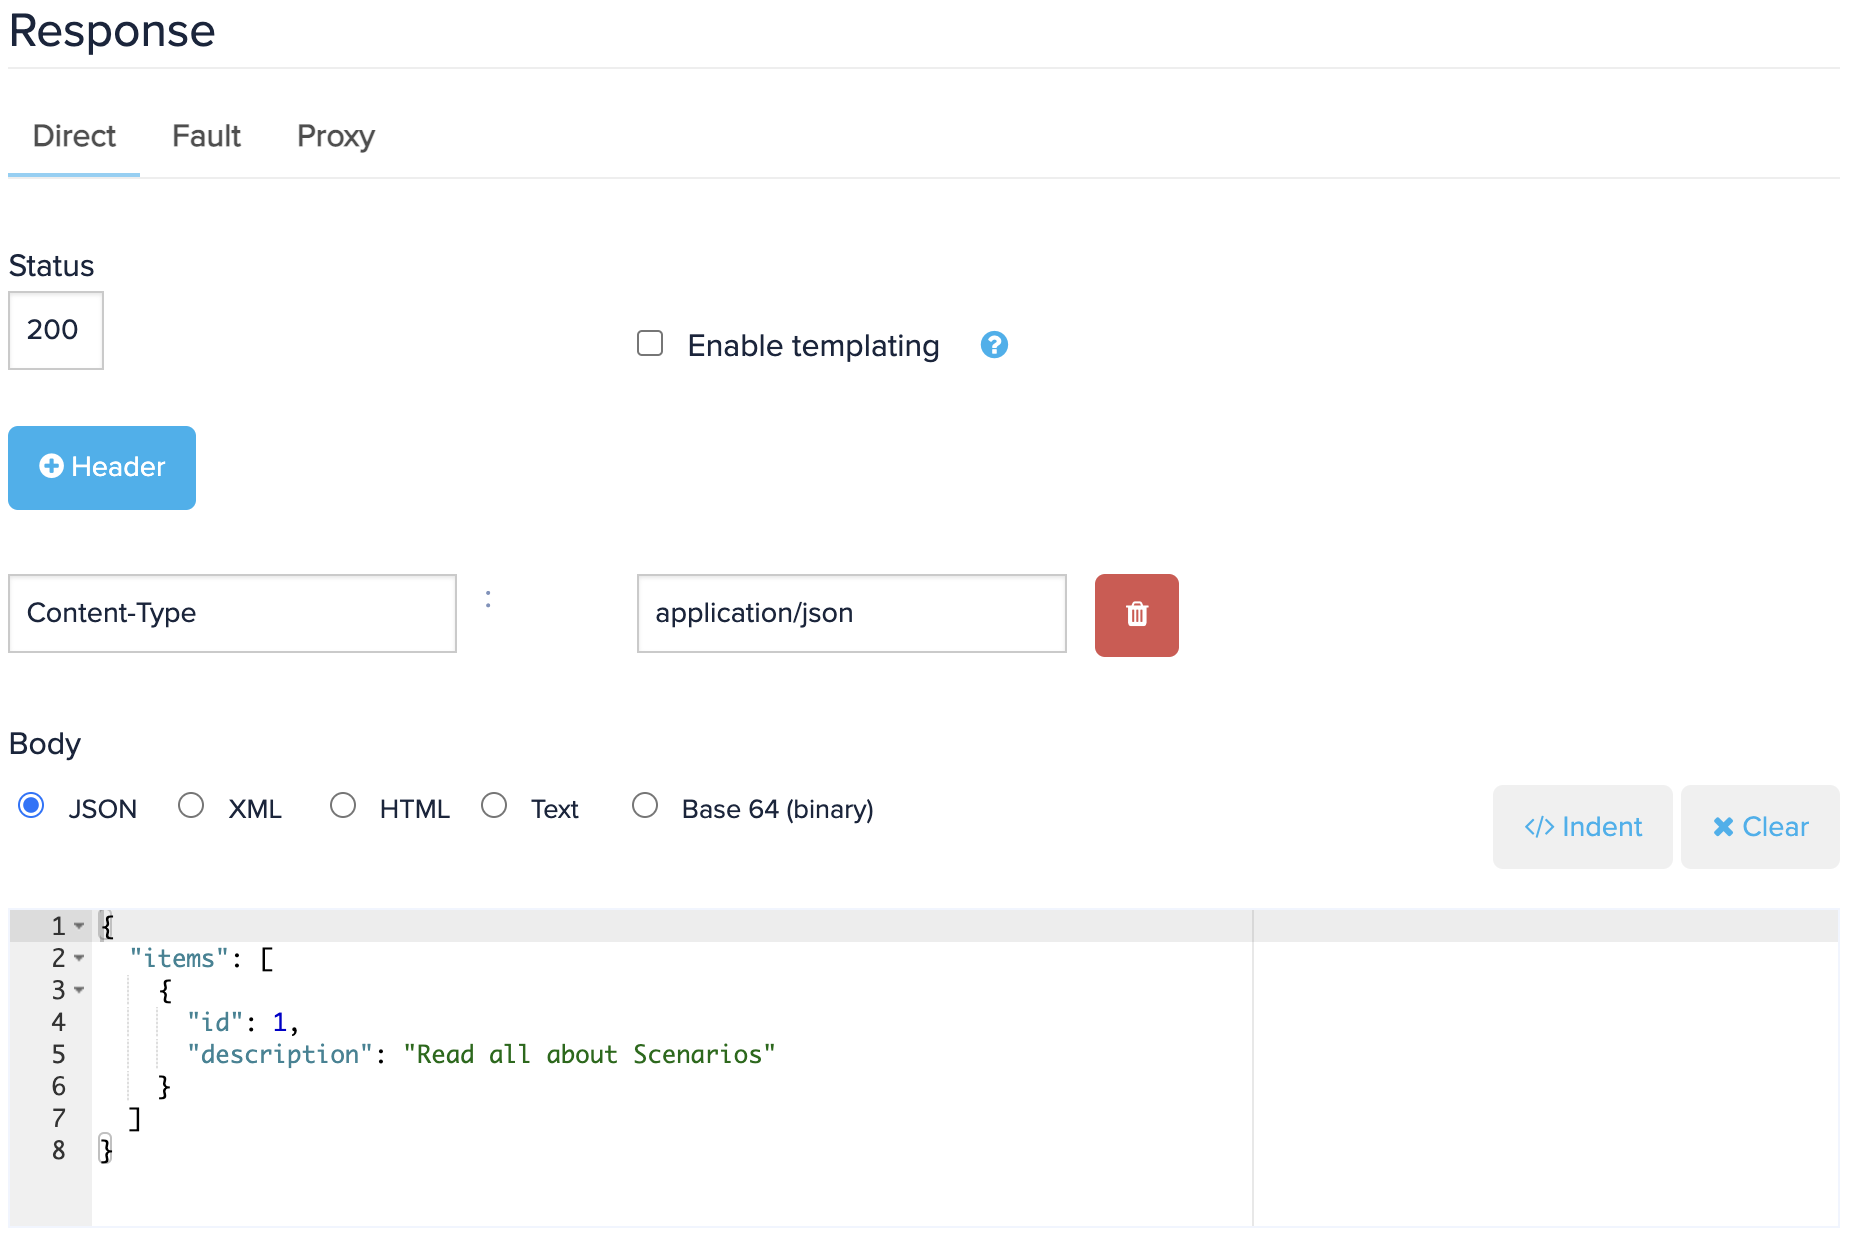 Response
Direct Fault Proxy
Status
200
Enable templating ?
Header
Content-Type : application/json
Body
JSON XML HTML Text Base 64 (binary)
</> Indent
Clear
1 {
2 "items": [
3 {
4 "id": 1,
5 "description": "Read all about Scenarios"
6 }
7 ]
8 }